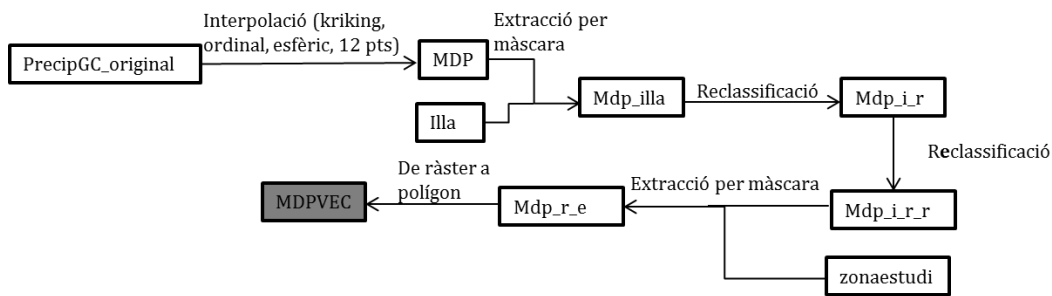 Interpolació (kriking,
ordinal, esfèric, 12 pts)
Extracció per
màscara
PrecipGC_original
MDP
Illa
Mdp_illa
Reclassificació
Mdp_i_r
Reclassificació
De ràster a
polígon
Extracció per màscara
MDPVEC
Mdp_r_e
Mdp_i_r_r
zonaestudi